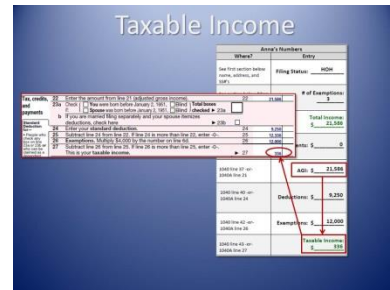 Taxable Income
Anne's Numbers
Where?
Entry
See first section below
name, address, and
SSN's
Filing Status: HOH
# of Exemptions:
3
Total Income:
$ 21,586
ents: $ 0
Tax, credits,
and
payments
22 Enter the amount from line 21 (adjusted gross income). 22 21,586
23a Check
if:
You were born before January 2, 1951, Blind
Spouse was born before January 2, 1951, Blind
Total boxes
checked ► 23a
b If you are married filing separately and your spouse itemizes
deductions, check here ► 23b
Standard
Deduction
for—
24 Enter your standard deduction. 24 9,250
25 Subtract line 24 from line 22. If line 24 is more than line 22, enter -0-. 25 12,336
26 Exemptions. Multiply $4,000 by the number on line 6d. 26 12,000
27 Subtract line 26 from line 25. If line 26 is more than line 25, enter -0-.
This is your taxable income. ► 27 336
1040 line 37 -or-
1040A line 21
AGI: $ 21,586
1040 line 40 -or-
1040A line 24
Deductions: $ 9,250
1040 line 42 -or-
1040A line 26
Exemptions: $ 12,000
1040 line 43 -or-
1040A line 27
Taxable Income:
$ 336